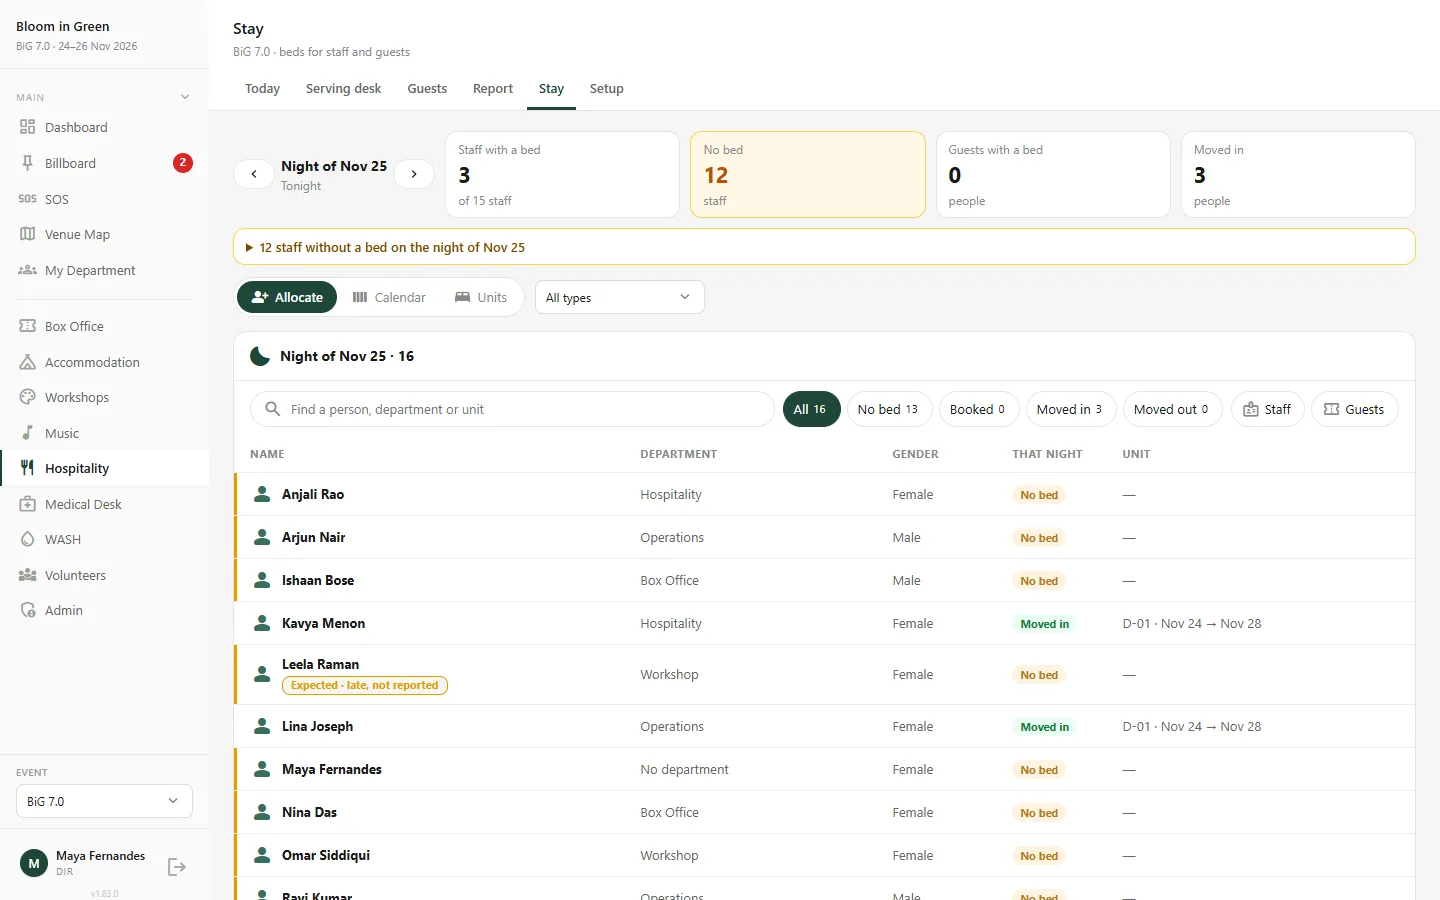 Bloom in Green
BiG 7.0 · 24–26 Nov 2026
MAIN
Dashboard
Billboard 2
SOS SOS
Venue Map
My Department
Box Office
Accommodation
Workshops
Music
Hospitality
Medical Desk
WASH
Volunteers
Admin
EVENT
BiG 7.0
M Maya Fernandes
DIR
v1.83.0
Stay
BiG 7.0 · beds for staff and guests
Today Serving desk Guests Report Stay Setup
Night of Nov 25
Tonight
Staff with a bed
3
of 15 staff
No bed
12
staff
Guests with a bed
0
people
Moved in
3
people
12 staff without a bed on the night of Nov 25
Allocate Calendar Units All types
Night of Nov 25 · 16
Find a person, department or unit All 16 No bed 13 Booked 0 Moved in 3 Moved out 0 Staff Guests
NAME DEPARTMENT GENDER THAT NIGHT UNIT
Anjali Rao Hospitality Female No bed —
Arjun Nair Operations Male No bed —
Ishaan Bose Box Office Male No bed —
Kavya Menon Hospitality Female Moved in D-01 · Nov 24 → Nov 28
Leela Raman Workshop Female No bed —
Expected · late, not reported
Lina Joseph Operations Female Moved in D-01 · Nov 24 → Nov 28
Maya Fernandes No department Female No bed —
Nina Das Box Office Female No bed —
Omar Siddiqui Workshop Female No bed —
Ravi Kumar Operations Male No bed